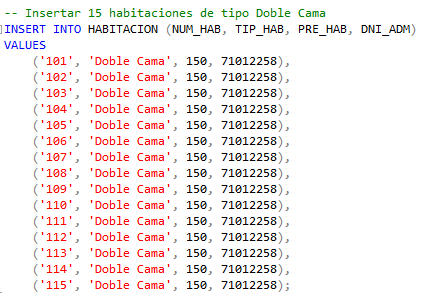 -- Insertar 15 habitaciones de tipo Doble Cama
INSERT INTO HABITACION (NUM_HAB, TIP_HAB, PRE_HAB, DNI_ADM)
VALUES
('101', 'Doble Cama', 150, 71012258),
('102', 'Doble Cama', 150, 71012258),
('103', 'Doble Cama', 150, 71012258),
('104', 'Doble Cama', 150, 71012258),
('105', 'Doble Cama', 150, 71012258),
('106', 'Doble Cama', 150, 71012258),
('107', 'Doble Cama', 150, 71012258),
('108', 'Doble Cama', 150, 71012258),
('109', 'Doble Cama', 150, 71012258),
('110', 'Doble Cama', 150, 71012258),
('111', 'Doble Cama', 150, 71012258),
('112', 'Doble Cama', 150, 71012258),
('113', 'Doble Cama', 150, 71012258),
('114', 'Doble Cama', 150, 71012258),
('115', 'Doble Cama', 150, 71012258);